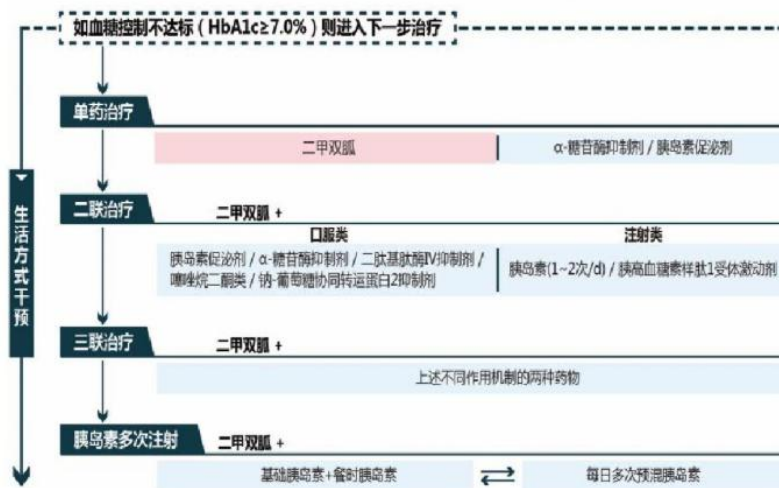 如血糖控制不达标（HbA1c≥7.0%）则进入下一步治疗
单药治疗
二甲双胍
α-糖苷酶抑制剂 / 胰岛素促泌剂
生活方式干预
二联治疗
二甲双胍 +
口服类
注射类
胰岛素促泌剂 / α-糖苷酶抑制剂 / 二肽基肽酶IV抑制剂 /
噻唑烷二酮类 / 钠-葡萄糖协同转运蛋白2抑制剂
胰岛素(1~2次/d) / 胰高血糖素样肽1受体激动剂
三联治疗
二甲双胍 +
上述不同作用机制的两种药物
胰岛素多次注射
二甲双胍 +
基础胰岛素+餐时胰岛素
每日多次预混胰岛素